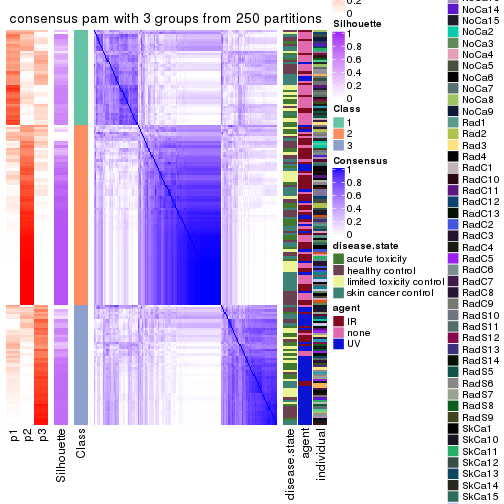 consensus pam with 3 groups from 250 partitions
p1
p2
p3
Silhouette
Class
disease.state
agent
individual
0.2
0
Silhouette
1
0.8
0.6
0.4
0.2
0
Class
1
2
3
Consensus
1
0.8
0.6
0.4
0.2
0
disease.state
acute toxicity
healthy control
limited toxicity control
skin cancer control
agent
IR
none
UV
NoCa14
NoCa15
NoCa2
NoCa3
NoCa4
NoCa5
NoCa6
NoCa7
NoCa8
NoCa9
Rad1
Rad2
Rad3
Rad4
RadC1
RadC10
RadC11
RadC12
RadC13
RadC2
RadC3
RadC4
RadC5
RadC6
RadC7
RadC8
RadC9
RadS10
RadS11
RadS12
RadS13
RadS14
RadS5
RadS6
RadS7
RadS8
RadS9
SkCa1
SkCa10
SkCa11
SkCa12
SkCa13
SkCa14
SkCa15